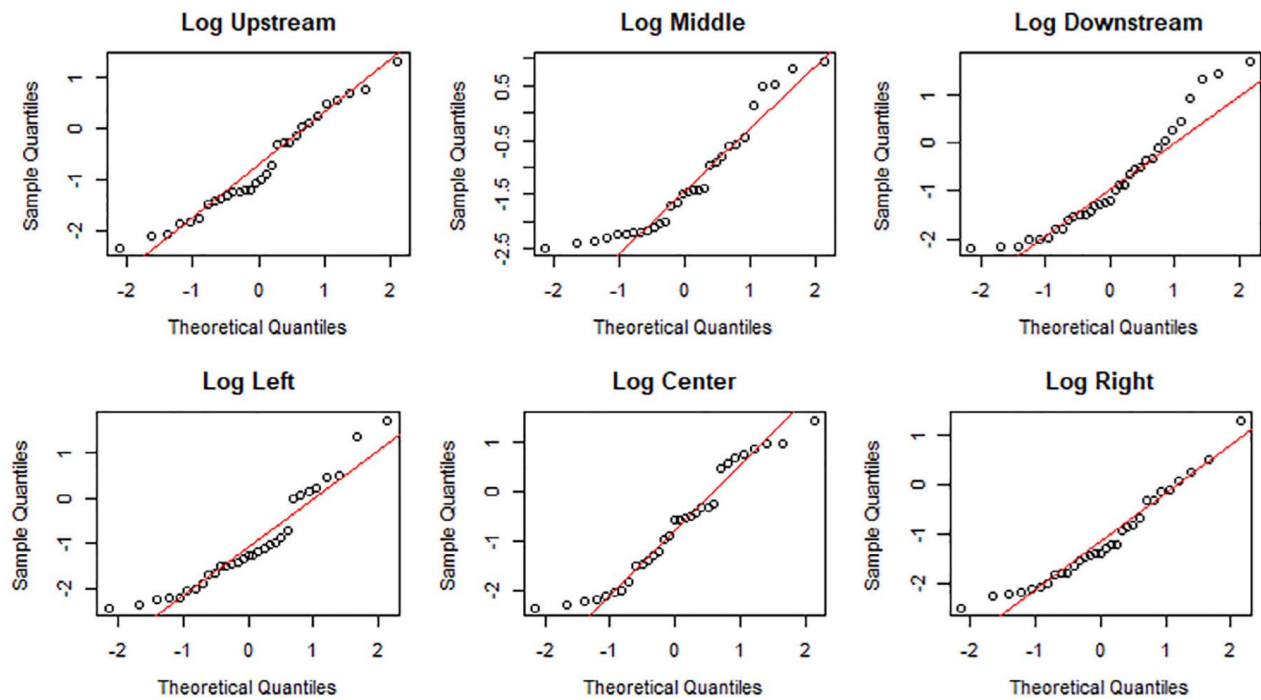 Log Upstream
Sample Quantiles
1
0
-1
-2
-2 -1 0 1 2
Theoretical Quantiles
Log Middle
Sample Quantiles
0.5
-0.5
-1.5
-2.5
-2 -1 0 1 2
Theoretical Quantiles
Log Downstream
Sample Quantiles
1
0
-1
-2
-2 -1 0 1 2
Theoretical Quantiles
Log Left
Sample Quantiles
1
0
-1
-2
-2 -1 0 1 2
Theoretical Quantiles
Log Center
Sample Quantiles
1
0
-1
-2
-2 -1 0 1 2
Theoretical Quantiles
Log Right
Sample Quantiles
1
0
-1
-2
-2 -1 0 1 2
Theoretical Quantiles